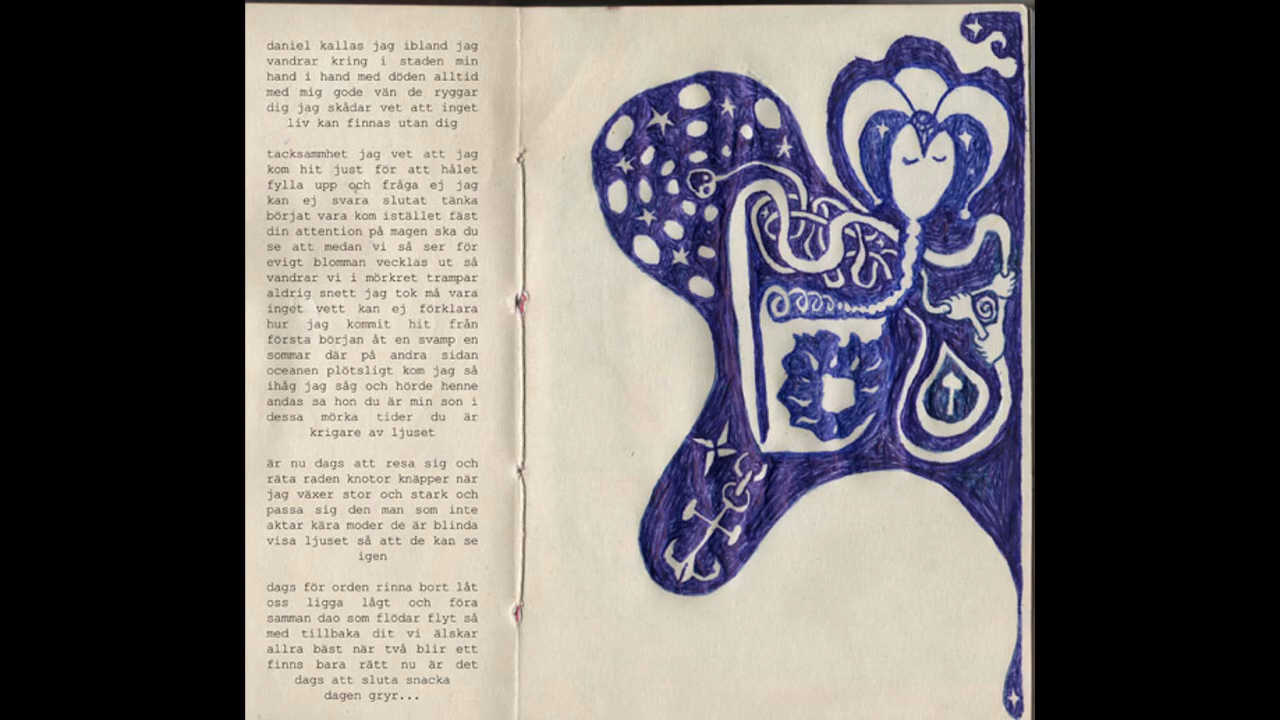 daniel kallas jag ibland jag
vandrar kring i staden min
hand i hand med döden alltid
med mig gode vän de ryggar
dig jag skådar vet att inget
liv kan finnas utan dig
tacksammhet jag vet att jag
kom hit just för att hålet
fylla upp och fråga ej jag
kan ej svara slutat tänka
börjat vara kom istället fäst
din attention på magen ska du
se att medan vi så ser för
evigt blomman vecklas ut så
vandrar vi i mörkret trampar
aldrig snett jag tok må vara
inget vett kan ej förklara
hur jag kommit hit från
första början åt en svamp en
sommar där på andra sidan
oceanen plötsligt kom jag så
ihåg jag såg och hörde henne
andas sa hon du är min son i
dessa mörka tider du är
krigare av ljuset
är nu dags att resa sig och
räta raden knotor knäpper när
jag växer stor och stark och
passa sig den man som inte
aktar kära moder de är blinda
visa ljuset så att de kan se
igen
dags för orden rinna bort låt
oss ligga lågt och föra
samman dao som flödar flyt så
med tillbaka dit vi älskar
allra bäst när två blir ett
finns bara rätt nu är det
dags att sluta snacka
dagen gryr...